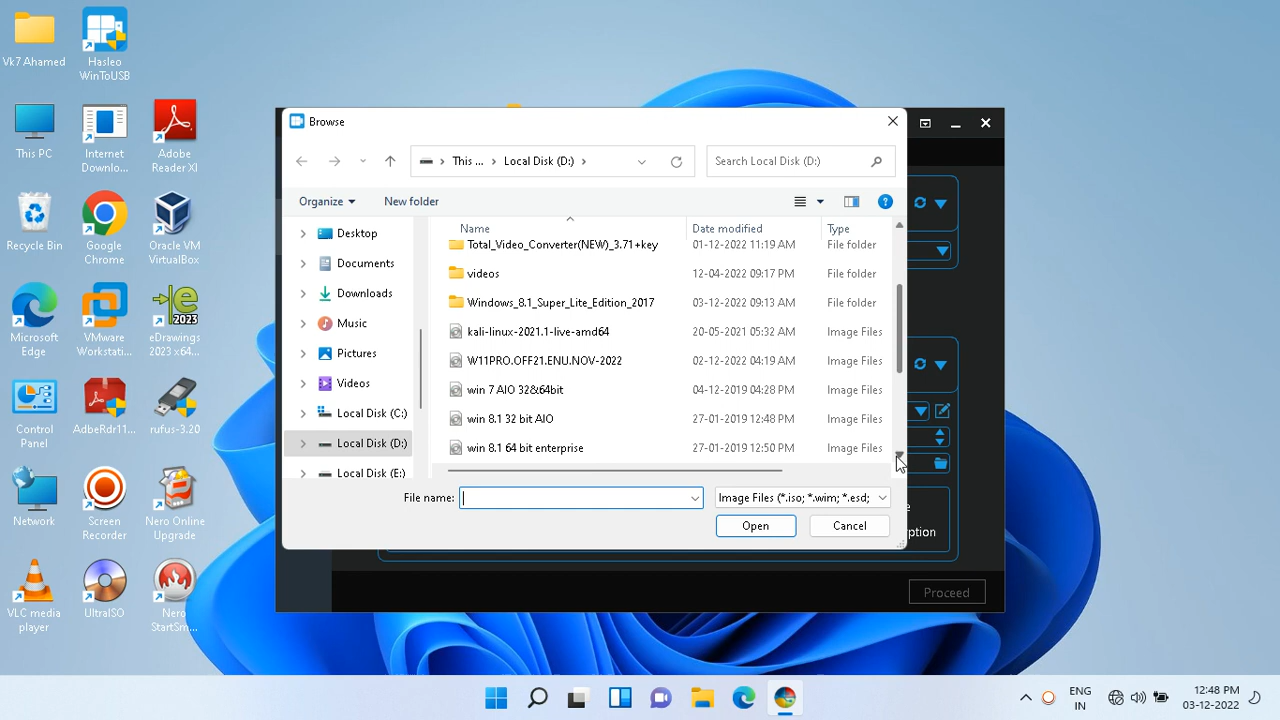 Vk7 Ahamed
Hasleo
WinToUSB
This PC
Internet
Downlo...
Adobe
Reader XI
Recycle Bin
Google
Chrome
Oracle VM
VirtualBox
Microsoft
Edge
VMware
Workstati...
eDrawings
2023 x64...
Control
Panel
AdbeRdr11...
rufus-3.20
Network
Screen
Recorder
Nero Online
Upgrade
VLC media
player
UltraISO
Nero
StartSm...
Browse
This ... > Local Disk (D:) >
Search Local Disk (D:)
Organize
New folder
Name
Date modified
Type
Desktop
Documents
Downloads
Music
Pictures
Videos
Local Disk (C:)
Local Disk (D:)
Local Disk (E:)
Total_Video_Converter(NEW)_3.71+key 01-12-2022 11:19 AM File folder
videos 12-04-2022 09:17 PM File folder
Windows_8.1_Super_Lite_Edition_2017 03-12-2022 09:13 AM File folder
kali-linux-2021.1-live-amd64 20-05-2021 05:32 AM Image Files
W11PRO.OFF21.ENU.NOV-2022 02-12-2022 04:19 AM Image Files
win 7 AIO 32&64bit 04-12-2019 04:28 PM Image Files
win 8.1 32 bit AIO 27-01-2019 12:48 PM Image Files
win 8.1 64 bit enterprise 27-01-2019 12:50 PM Image Files
File name:
Image Files (*.iso; *.wim; *.esd;
Open
Cancel
ption
Proceed
ENG
IN
12:48 PM
03-12-2022